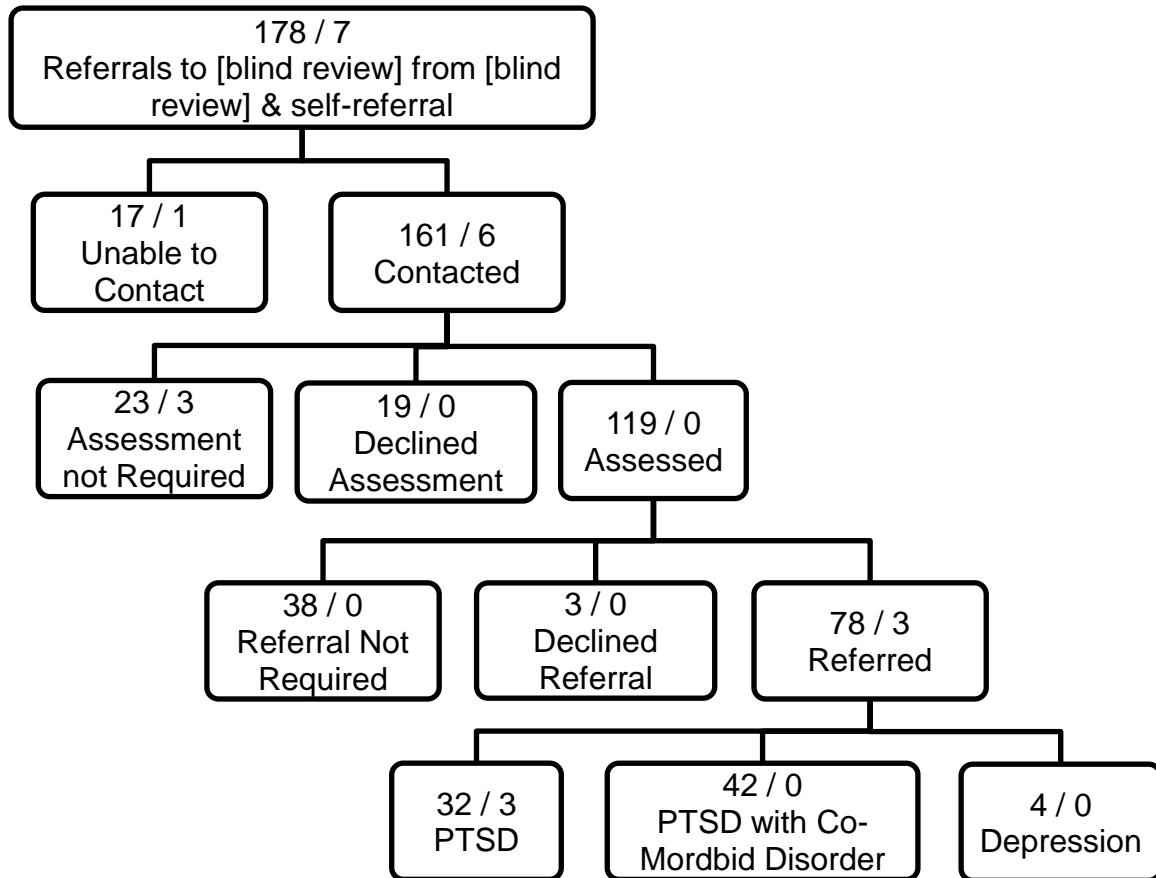 178 / 7
Referrals to [blind review] from [blind
review] & self-referral
17 / 1
Unable to
Contact
161 / 6
Contacted
23 / 3
Assessment
not Required
19 / 0
Declined
Assessment
119 / 0
Assessed
38 / 0
Referral Not
Required
3 / 0
Declined
Referral
78 / 3
Referred
32 / 3
PTSD
42 / 0
PTSD with Co-
Mordbid Disorder
4 / 0
Depression